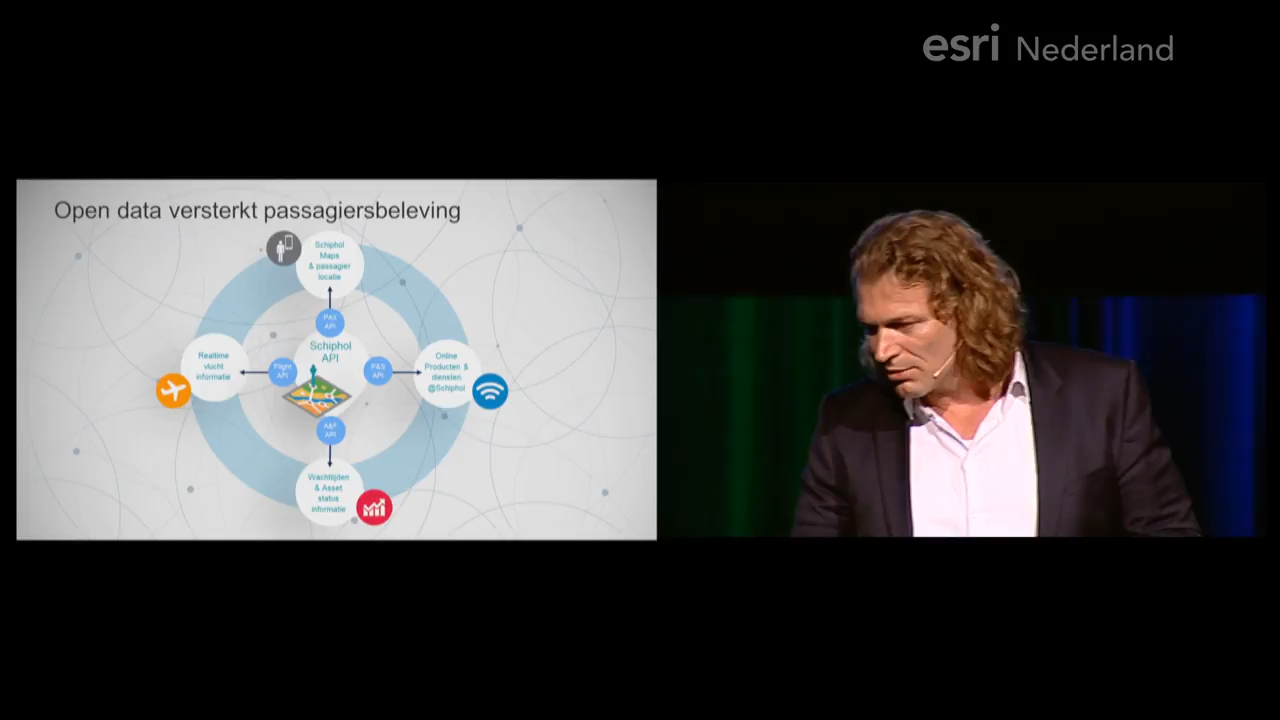 esri Nederland
Open data versterkt passagiersbeleving
Schiphol
Maps
& passagier
locatie
PAX
API
Schiphol
API
Realtime
vlucht
informatie
Flight
API
P&S
API
Online
Producten &
diensten
@Schiphol
A&F
API
Wachttijden
& Asset
status
informatie